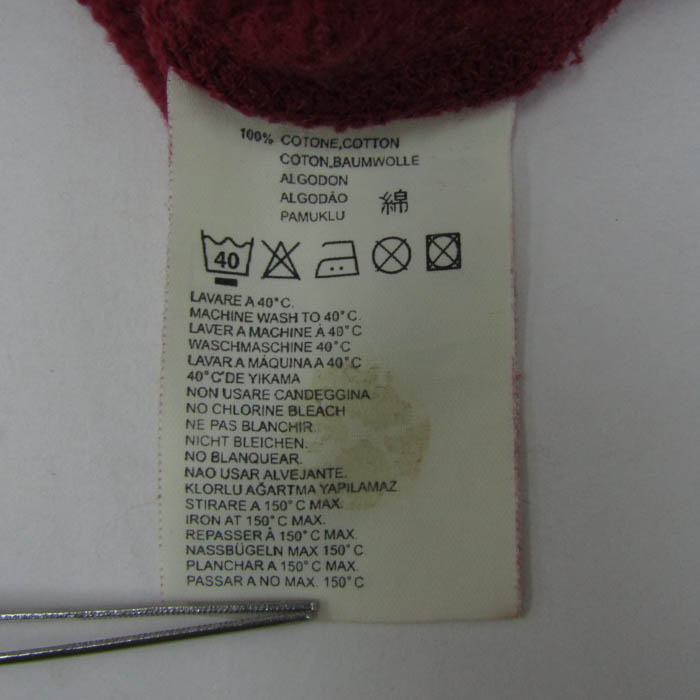 100% COTONE,COTTON
COTON,BAUMWOLLE
ALGODON
ALGODÃO 綿
PAMUKLU
40
LAVARE A 40°C.
MACHINE WASH TO 40°C.
LAVER A MACHINE À 40°C
WASCHMASCHINE 40°C
LAVAR A MÁQUINA A 40°C
40°C'DE YIKAMA
NON USARE CANDEGGINA
NO CHLORINE BLEACH
NE PAS BLANCHIR.
NICHT BLEICHEN.
NO BLANQUEAR.
NAO USAR ALVEJANTE.
KLORLU AĞARTMA YAPILAMAZ
STIRARE A 150°C MAX.
IRON AT 150°C MAX.
REPASSER À 150°C MAX.
NASSBÜGELN MAX 150°C
PLANCHAR A 150°C MAX.
PASSAR A NO MAX. 150°C